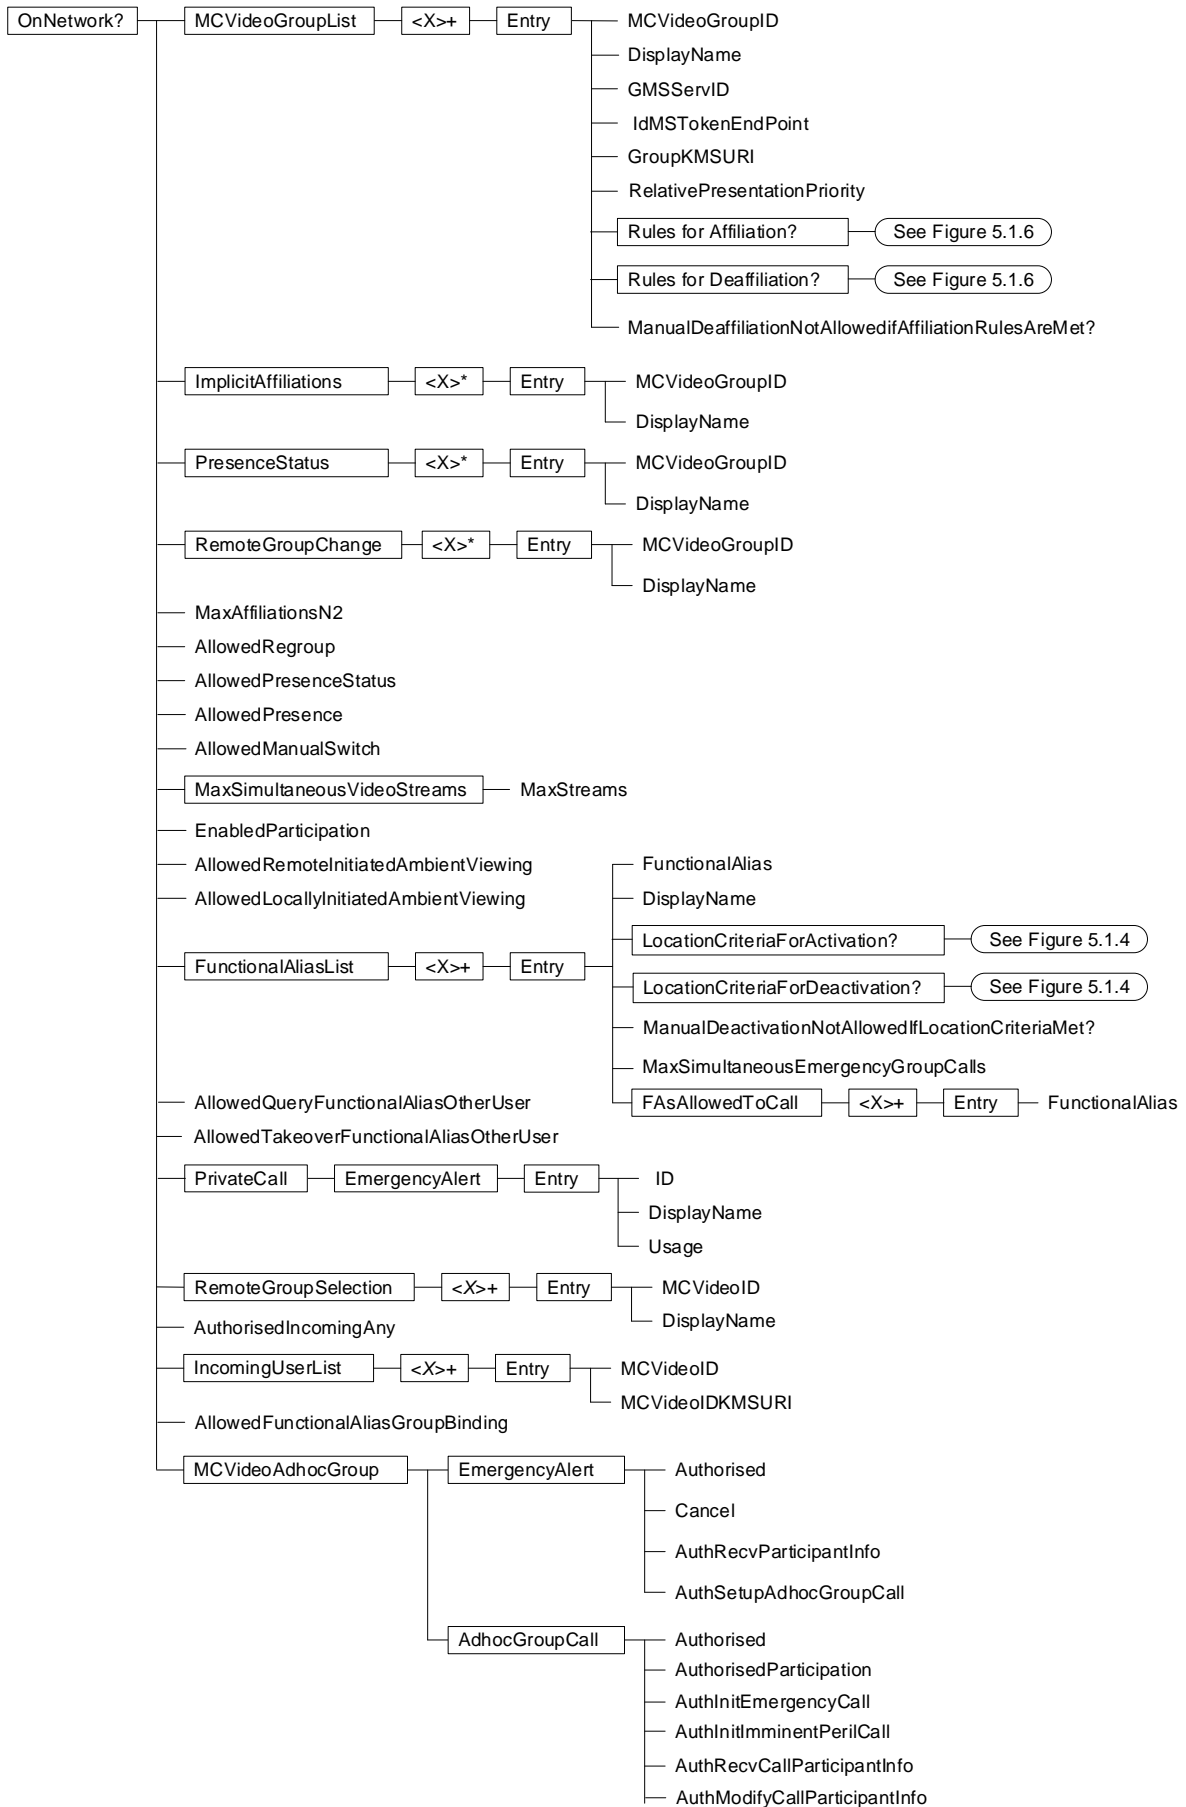 OnNetwork? MCVideoGroupList <X>+ Entry MCVideoGroupID
DisplayName
GMSServID
IdMSTokenEndPoint
GroupKMSURI
RelativePresentationPriority
Rules for Affiliation? See Figure 5.1.6
Rules for Deaffiliation? See Figure 5.1.6
ManualDeaffiliationNotAllowedifAffiliationRulesAreMet?
ImplicitAffiliations <X>* Entry MCVideoGroupID
DisplayName
PresenceStatus <X>* Entry MCVideoGroupID
DisplayName
RemoteGroupChange <X>* Entry MCVideoGroupID
DisplayName
MaxAffiliationsN2
AllowedRegroup
AllowedPresenceStatus
AllowedPresence
AllowedManualSwitch
MaxSimultaneousVideoStreams MaxStreams
EnabledParticipation
AllowedRemoteInitiatedAmbientViewing
AllowedLocallyInitiatedAmbientViewing
FunctionalAliasList <X>+ Entry
FunctionalAlias
DisplayName
LocationCriteriaForActivation? See Figure 5.1.4
LocationCriteriaForDeactivation? See Figure 5.1.4
ManualDeactivationNotAllowedIfLocationCriteriaMet?
MaxSimultaneousEmergencyGroupCalls
FAsAllowedToCall <X>+ Entry FunctionalAlias
AllowedQueryFunctionalAliasOtherUser
AllowedTakeoverFunctionalAliasOtherUser
PrivateCall EmergencyAlert Entry ID
DisplayName
Usage
RemoteGroupSelection <X>+ Entry MCVideoID
DisplayName
AuthorisedIncomingAny
IncomingUserList <X>+ Entry MCVideoID
MCVideoIDKMSURI
AllowedFunctionalAliasGroupBinding
MCVideoAdhocGroup EmergencyAlert Authorised
Cancel
AuthRecvParticipantInfo
AuthSetupAdhocGroupCall
AdhocGroupCall Authorised
AuthorisedParticipation
AuthInitEmergencyCall
AuthInitImminentPerilCall
AuthRecvCallParticipantInfo
AuthModifyCallParticipantInfo